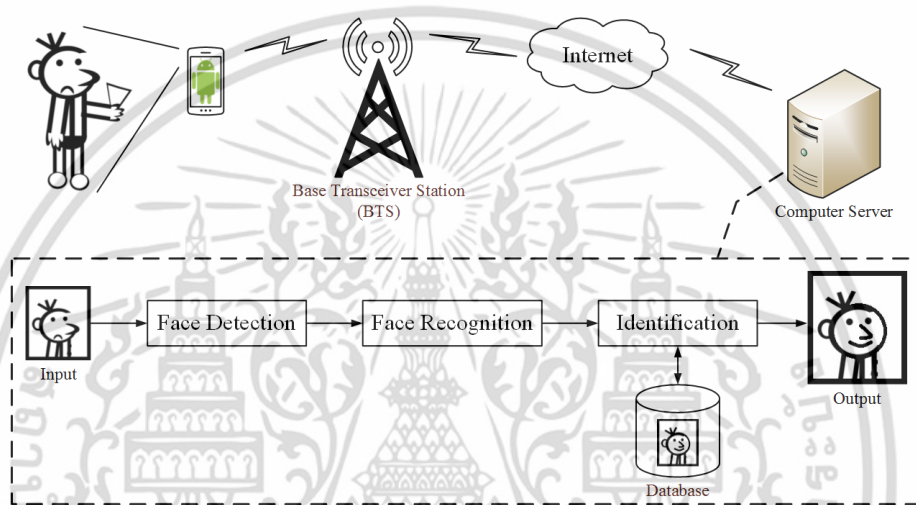 Internet
Base Transceiver Station
(BTS)
Computer Server
Face Detection
Face Recognition
Identification
Input
Output
Database